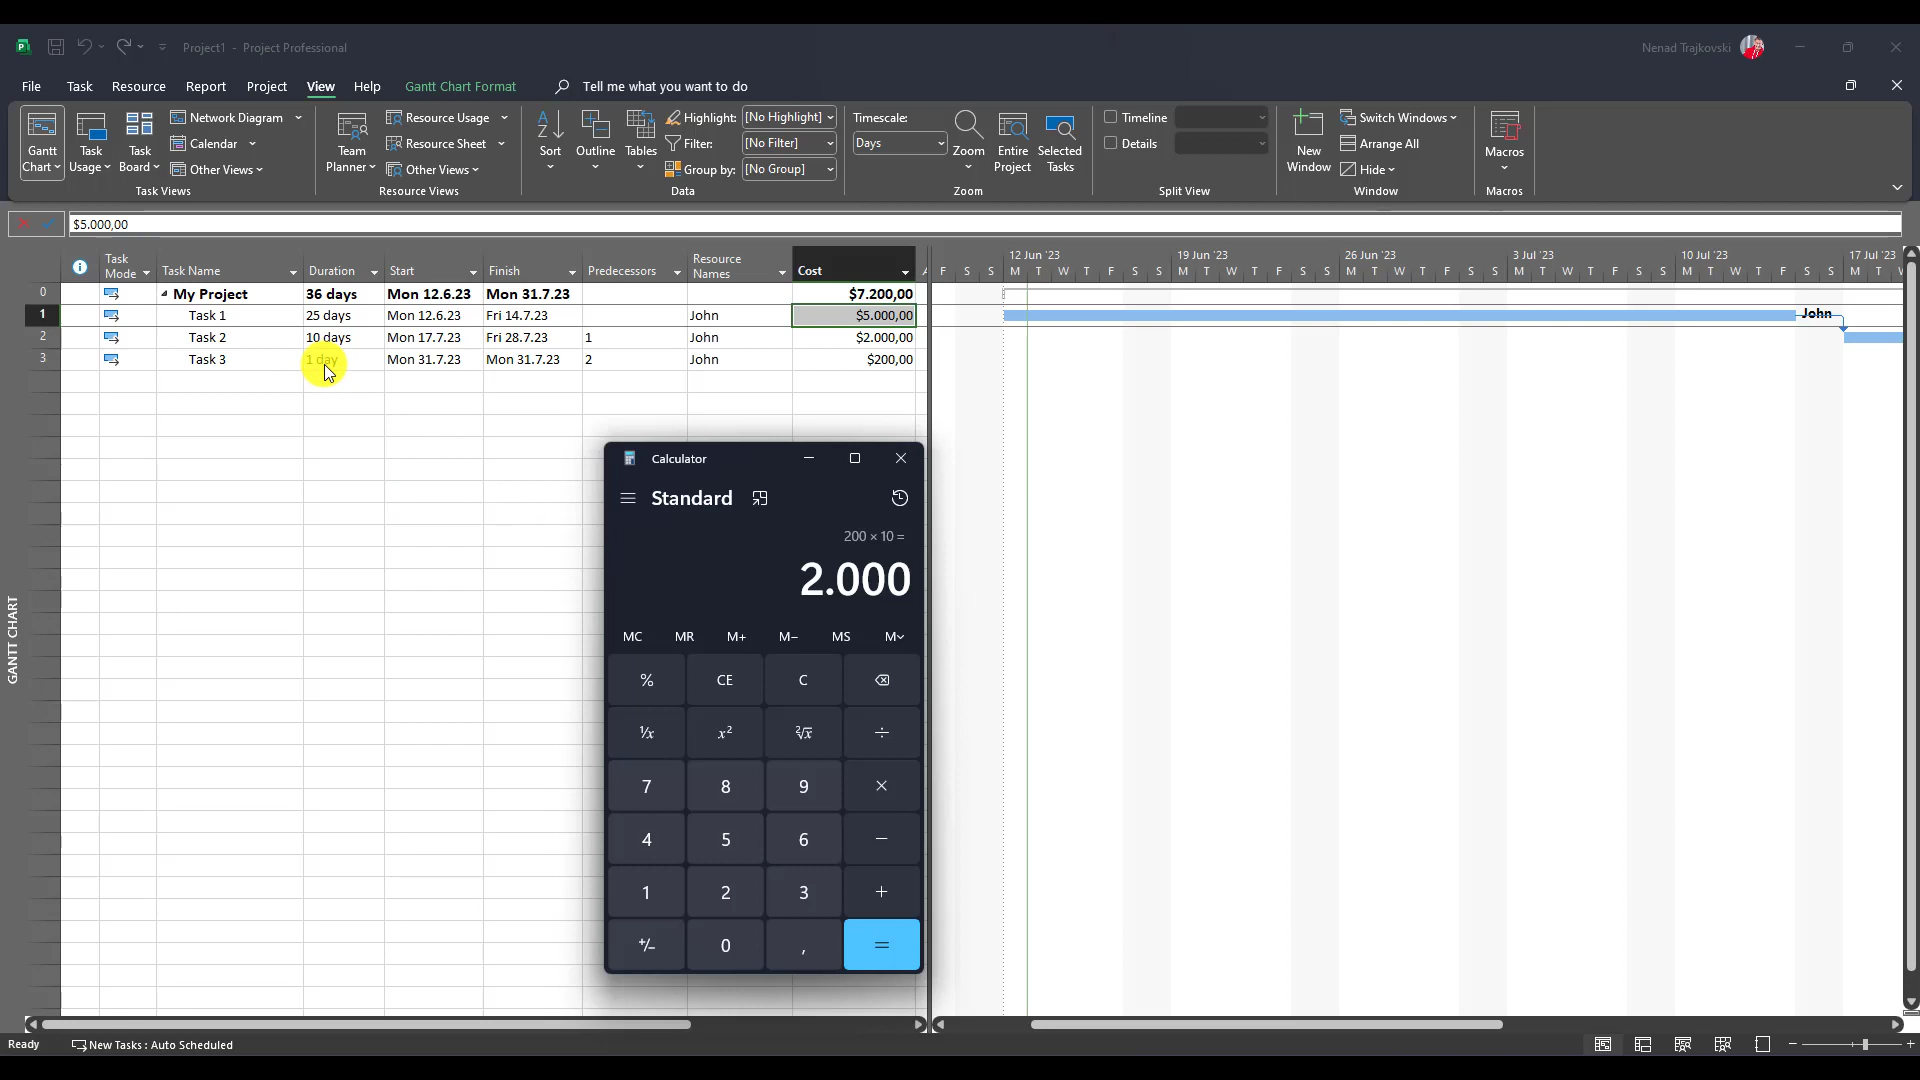 Project1 - Project Professional
Nenad Trajkovski
File Task Resource Report Project View Help Gantt Chart Format Tell me what you want to do
Gantt Chart
Task Usage
Task Board
Network Diagram
Calendar
Other Views
Task Views
Team Planner
Resource Usage
Resource Sheet
Other Views
Resource Views
Sort
Outline
Tables
Highlight: [No Highlight]
Filter: [No Filter]
Group by: [No Group]
Data
Timescale:
Days
Zoom
Entire Project
Selected Tasks
Zoom
Timeline
Details
Split View
New Window
Switch Windows
Arrange All
Hide
Window
Macros
Macros
$5.000,00
Task Mode Task Name Duration Start Finish Predecessors Resource Names Cost A
0 My Project 36 days Mon 12.6.23 Mon 31.7.23 $7.200,00
1 Task 1 25 days Mon 12.6.23 Fri 14.7.23 John $5.000,00
2 Task 2 10 days Mon 17.7.23 Fri 28.7.23 1 John $2.000,00
3 Task 3 1 day Mon 31.7.23 Mon 31.7.23 2 John $200,00
12 Jun '23 19 Jun '23 26 Jun '23 3 Jul '23 10 Jul '23 17 Jul '23
F S S M T W T F S S M T W T F S S M T W T F S S M T W T F S S M T W T F S S M T W
John
GANTT CHART
Calculator
Standard
200 × 10 =
2.000
MC MR M+ M− MS M
% CE C
¹/x x² ²√x ÷
7 8 9 ×
4 5 6 −
1 2 3 +
+/− 0 , =
Ready New Tasks : Auto Scheduled